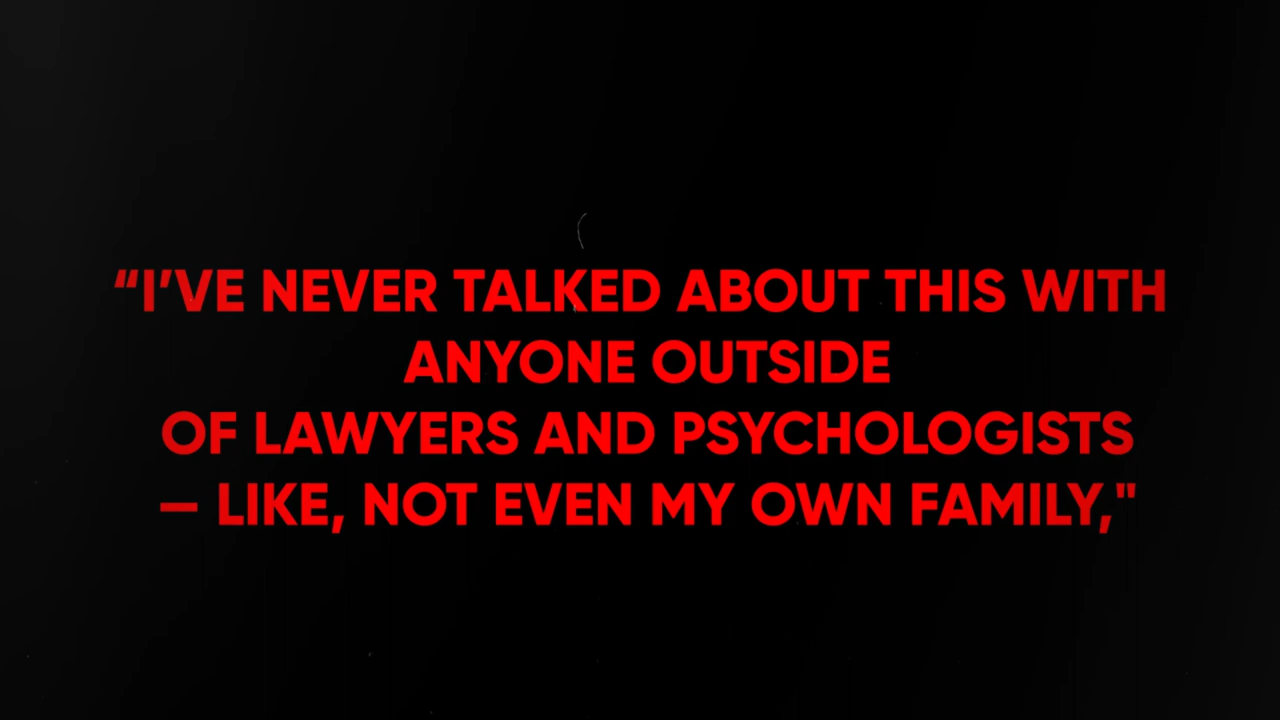 “I’VE NEVER TALKED ABOUT THIS WITH
ANYONE OUTSIDE
OF LAWYERS AND PSYCHOLOGISTS
— LIKE, NOT EVEN MY OWN FAMILY,"